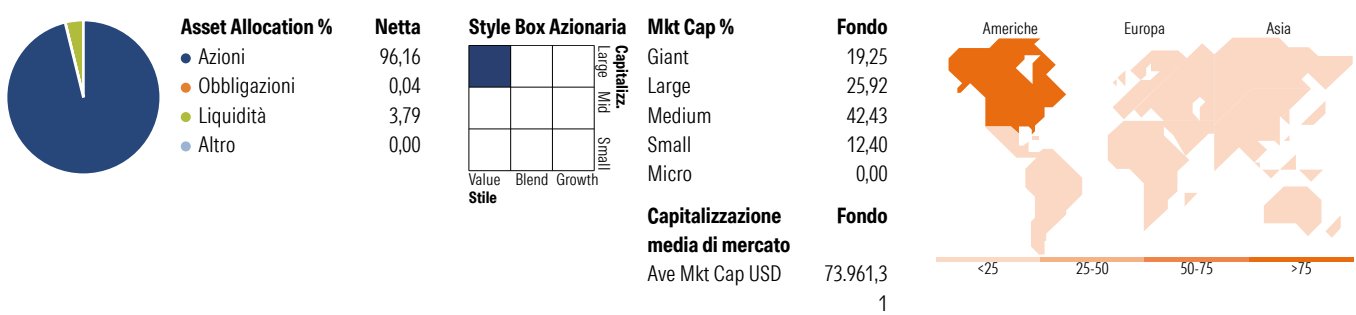 Asset Allocation % Netta
Azioni 96,16
Obbligazioni 0,04
Liquidità 3,79
Altro 0,00
Style Box Azionaria
Capitalizz.
Large Mid Small
Value Blend Growth
Stile
Mkt Cap % Fondo
Giant 19,25
Large 25,92
Medium 42,43
Small 12,40
Micro 0,00
Capitalizzazione Fondo
media di mercato
Ave Mkt Cap USD 73.961,3
1
Americhe Europa Asia
<25 25-50 50-75 >75